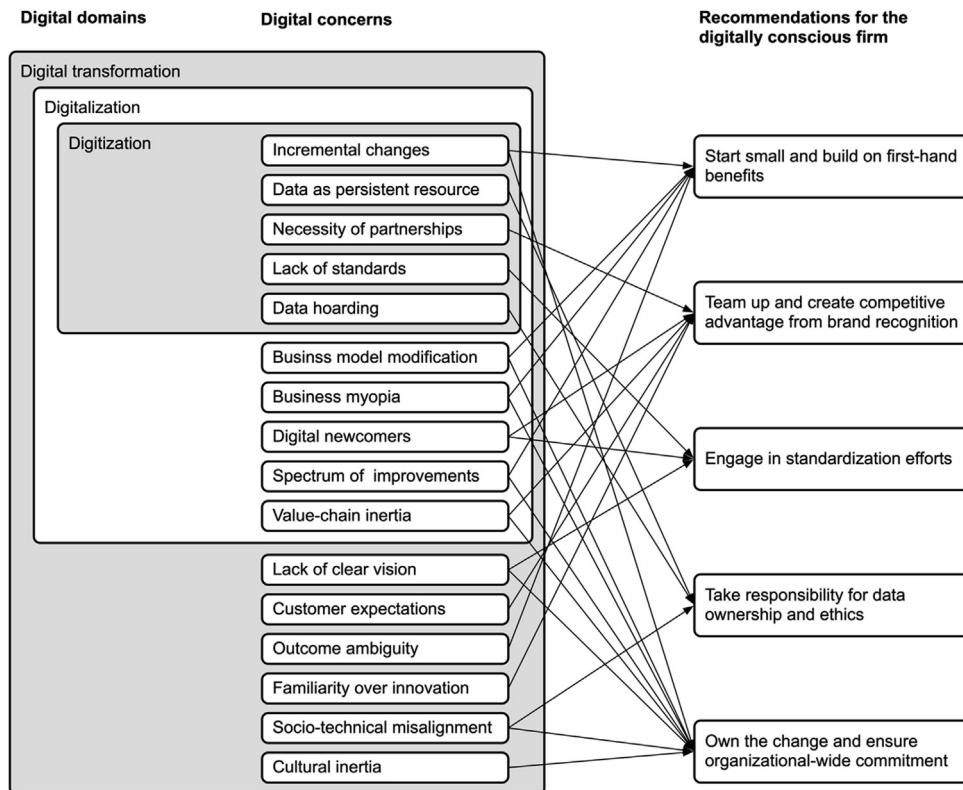 Digital domains
Digital concerns
Recommendations for the
digitally conscious firm
Digital transformation
Digitalization
Digitization
Incremental changes
Data as persistent resource
Necessity of partnerships
Lack of standards
Data hoarding
Businss model modification
Business myopia
Digital newcomers
Spectrum of improvements
Value-chain inertia
Lack of clear vision
Customer expectations
Outcome ambiguity
Familiarity over innovation
Socio-technical misalignment
Cultural inertia
Start small and build on first-hand
benefits
Team up and create competitive
advantage from brand recognition
Engage in standardization efforts
Take responsibility for data
ownership and ethics
Own the change and ensure
organizational-wide commitment